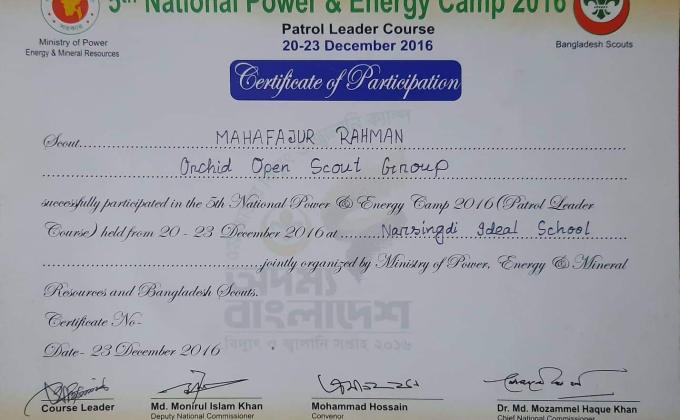 5th National Power & Energy Camp 2016
Patrol Leader Course
20-23 December 2016
Ministry of Power
Energy & Mineral Resources
Bangladesh Scouts
Certificate of Participation
Scout MAHAFAJUR RAHMAN
Orchid Open Scout Group
successfully participated in the 5th National Power & Energy Camp 2016 (Patrol Leader
Course) held from 20 - 23 December 2016 at Narsingdi Ideal School
jointly organized by Ministry of Power, Energy & Mineral
Resources and Bangladesh Scouts.
অদম্য
বাংলাদেশ
বিদ্যুৎ ও জ্বালানি সপ্তাহ ২০১৬
Certificate No-
Date- 23 December 2016
Course Leader
Md. Monirul Islam Khan
Deputy National Commissioner
Mohammad Hossain
Convenor
Dr. Md. Mozammel Haque Khan
Chief National Commissioner